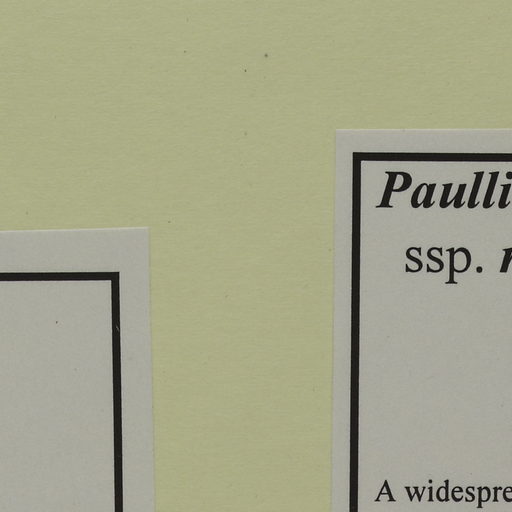 Paulli
ssp.
A widespre